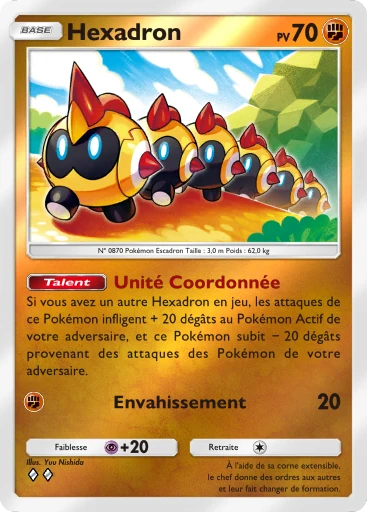 BASE
Hexadron
PV 70
N° 0870 Pokémon Escadron Taille : 3,0 m Poids : 62,0 kg
Talent Unité Coordonnée
Si vous avez un autre Hexadron en jeu, les attaques de
ce Pokémon infligent + 20 dégâts au Pokémon Actif de
votre adversaire, et ce Pokémon subit − 20 dégâts
provenant des attaques des Pokémon de votre
adversaire.
Envahissement 20
Faiblesse +20
Retraite
Illus. Yuu Nishida
À l'aide de sa corne extensible,
le chef donne des ordres aux autres
et leur fait changer de formation.